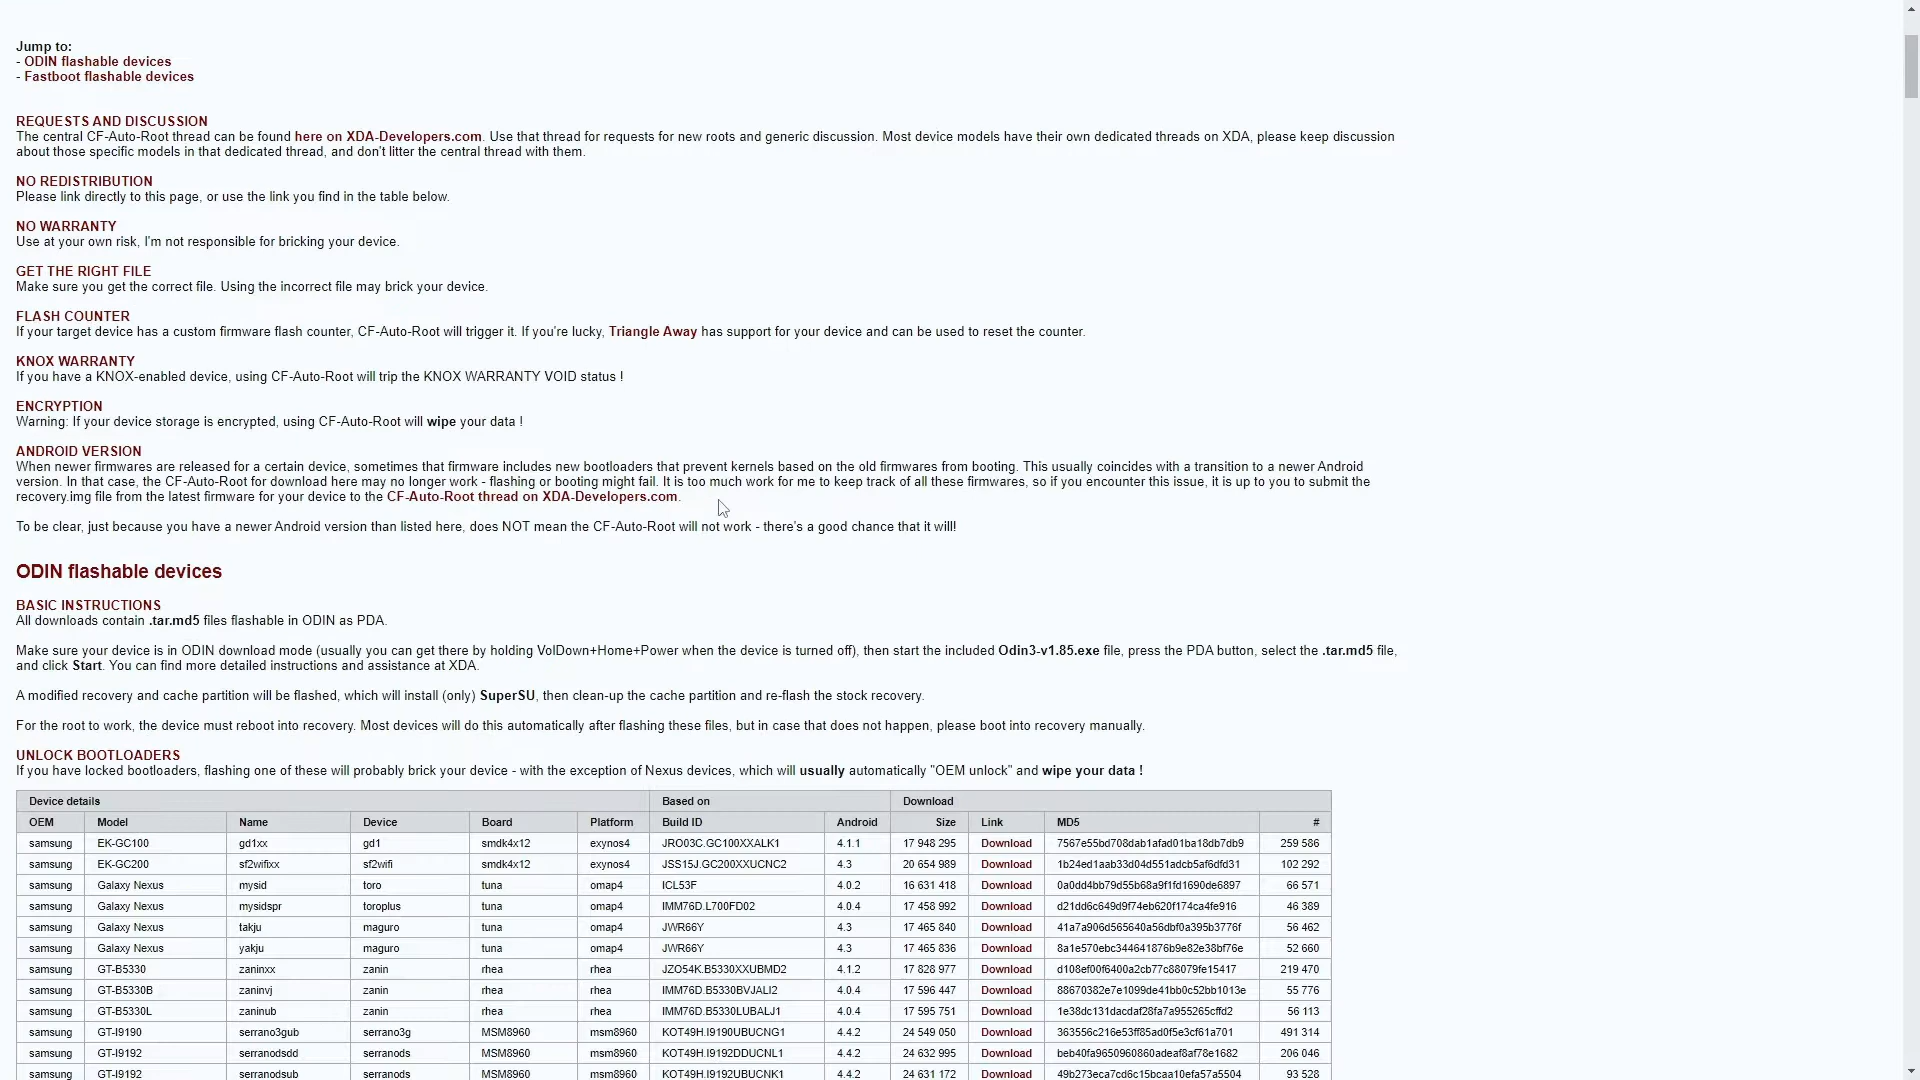 Jump to:
- ODIN flashable devices
- Fastboot flashable devices
REQUESTS AND DISCUSSION
The central CF-Auto-Root thread can be found here on XDA-Developers.com. Use that thread for requests for new roots and generic discussion. Most device models have their own dedicated threads on XDA, please keep discussion
about those specific models in that dedicated thread, and don't litter the central thread with them.
NO REDISTRIBUTION
Please link directly to this page, or use the link you find in the table below.
NO WARRANTY
Use at your own risk, I'm not responsible for bricking your device.
GET THE RIGHT FILE
Make sure you get the correct file. Using the incorrect file may brick your device.
FLASH COUNTER
If your target device has a custom firmware flash counter, CF-Auto-Root will trigger it. If you're lucky, Triangle Away has support for your device and can be used to reset the counter.
KNOX WARRANTY
If you have a KNOX-enabled device, using CF-Auto-Root will trip the KNOX WARRANTY VOID status !
ENCRYPTION
Warning: If your device storage is encrypted, using CF-Auto-Root will wipe your data !
ANDROID VERSION
When newer firmwares are released for a certain device, sometimes that firmware includes new bootloaders that prevent kernels based on the old firmwares from booting. This usually coincides with a transition to a newer Android
version. In that case, the CF-Auto-Root for download here may no longer work - flashing or booting might fail. It is too much work for me to keep track of all these firmwares, so if you encounter this issue, it is up to you to submit the
recovery.img file from the latest firmware for your device to the CF-Auto-Root thread on XDA-Developers.com.
To be clear, just because you have a newer Android version than listed here, does NOT mean the CF-Auto-Root will not work - there's a good chance that it will!
ODIN flashable devices
BASIC INSTRUCTIONS
All downloads contain .tar.md5 files flashable in ODIN as PDA.
Make sure your device is in ODIN download mode (usually you can get there by holding VolDown+Home+Power when the device is turned off), then start the included Odin3-v1.85.exe file, press the PDA button, select the .tar.md5 file,
and click Start. You can find more detailed instructions and assistance at XDA.
A modified recovery and cache partition will be flashed, which will install (only) SuperSU, then clean-up the cache partition and re-flash the stock recovery.
For the root to work, the device must reboot into recovery. Most devices will do this automatically after flashing these files, but in case that does not happen, please boot into recovery manually.
UNLOCK BOOTLOADERS
If you have locked bootloaders, flashing one of these will probably brick your device - with the exception of Nexus devices, which will usually automatically "OEM unlock" and wipe your data !
Device details Based on Download
OEM Model Name Device Board Platform Build ID Android Size Link MD5 #
samsung EK-GC100 gd1xx gd1 smdk4x12 exynos4 JRO03C.GC100XXALK1 4.1.1 17 948 295 Download 7567e55bd708dab1afad01ba18db7db9 259 586
samsung EK-GC200 sf2wifixx sf2wifi smdk4x12 exynos4 JSS15J.GC200XXUCNC2 4.3 20 654 989 Download 1b24ed1aab33d04d551adcb5af6dfd31 102 292
samsung Galaxy Nexus mysid toro tuna omap4 ICL53F 4.0.2 16 631 418 Download 0a0dd4bb79d55b68a9f1fd1690de6897 66 571
samsung Galaxy Nexus mysidspr toroplus tuna omap4 IMM76D.L700FD02 4.0.4 17 458 992 Download d21dd6c649d9f74eb620f174ca4fe916 46 389
samsung Galaxy Nexus takju maguro tuna omap4 JWR66Y 4.3 17 465 840 Download 41a7a906d565640a56dbf0a395b3776f 56 462
samsung Galaxy Nexus yakju maguro tuna omap4 JWR66Y 4.3 17 465 836 Download 8a1e570ebc344641876b9e82e38bf76e 52 660
samsung GT-B5330 zaninxx zanin rhea rhea JZO54K.B5330XXUBMD2 4.1.2 17 828 977 Download d108ef00f6400a2cb77c88079fe15417 219 470
samsung GT-B5330B zaninvj zanin rhea rhea IMM76D.B5330BVJALI2 4.0.4 17 596 447 Download 88670382e7e1099de41bb0c52bb1013e 55 776
samsung GT-B5330L zaninub zanin rhea rhea IMM76D.B5330LUBALJ1 4.0.4 17 595 751 Download 1e38dc131dacdaf28fa7a955265cffd2 56 113
samsung GT-I9190 serrano3gub serrano3g MSM8960 msm8960 KOT49H.I9190UBUCNG1 4.4.2 24 549 050 Download 363556c216e53ff85ad0f5e3cf61a701 491 314
samsung GT-I9192 serranodsdd serranods MSM8960 msm8960 KOT49H.I9192DDUCNL1 4.4.2 24 632 995 Download beb40fa9650960860adeaf8af78e1682 206 046
samsung GT-I9192 serranodsub serranods MSM8960 msm8960 KOT49H.I9192UBUCNK1 4.4.2 24 631 172 Download 49b273eca7cd6c15bcaa10efa57a5504 93 528